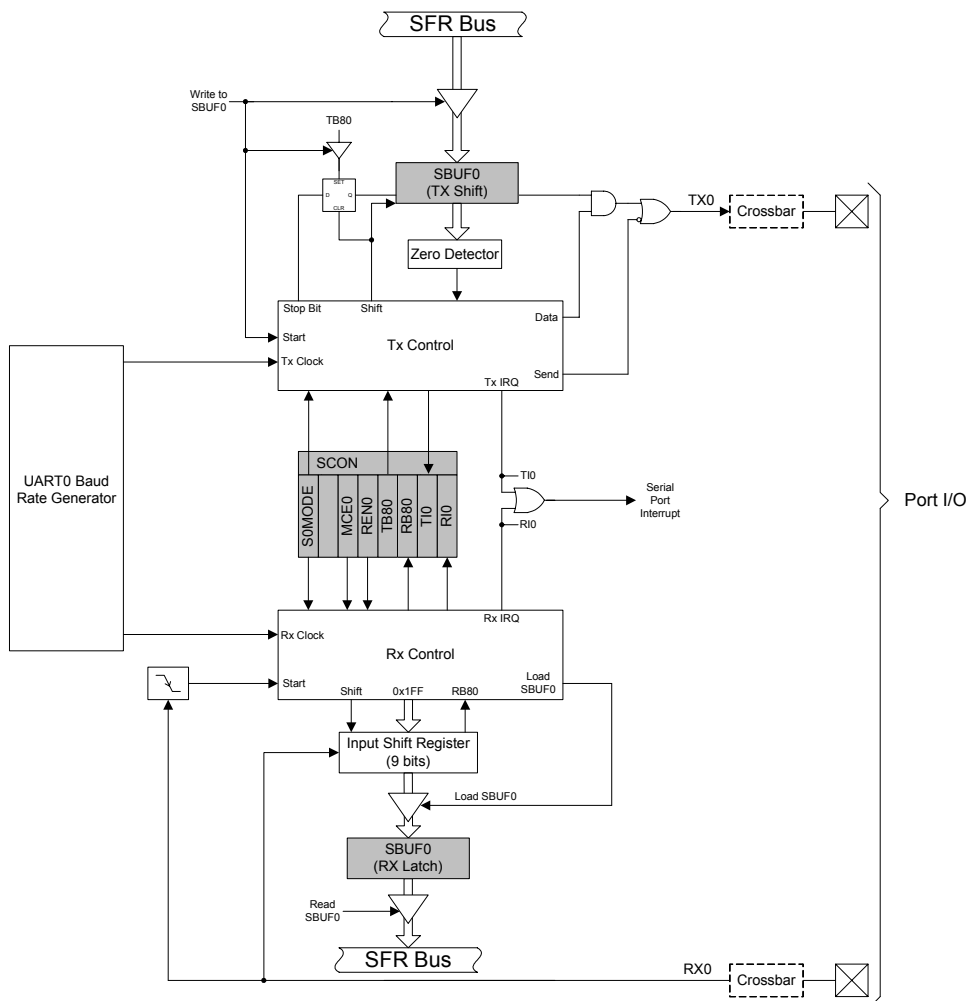 SFR Bus
Write to
SBUF0
TB80
SET
D
Q
CLR
SBUF0
(TX Shift)
TX0
Crossbar
Zero Detector
Stop Bit
Shift
Data
Start
Tx Control
Tx Clock
Send
Tx IRQ
UART0 Baud
Rate Generator
SCON
S0MODE
MCE0
REN0
TB80
RB80
TI0
RI0
TI0
Serial
Port
Interrupt
RI0
Port I/O
Rx IRQ
Rx Clock
Rx Control
Start
Load
SBUF0
Shift
0x1FF
RB80
Input Shift Register
(9 bits)
Load SBUF0
SBUF0
(RX Latch)
Read
SBUF0
SFR Bus
RX0
Crossbar